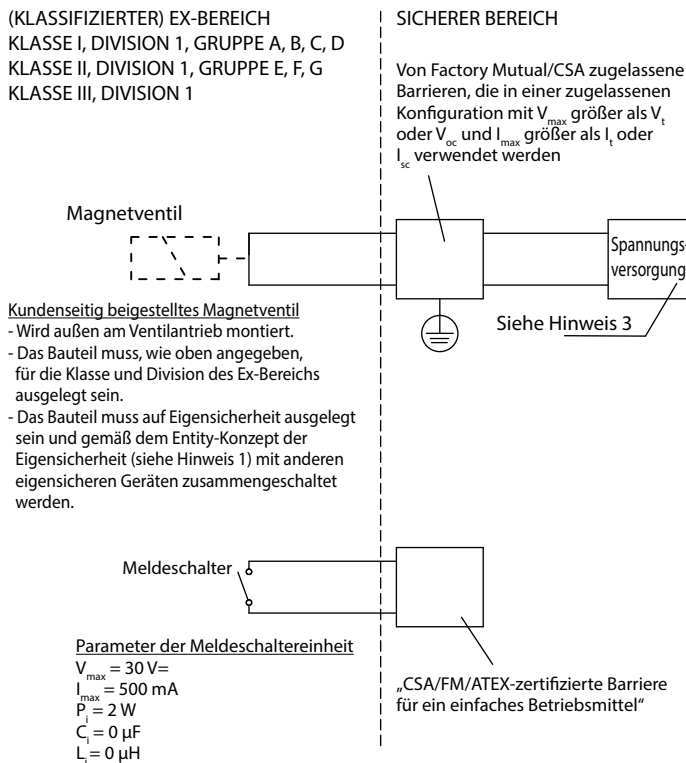 (KLASSIFIZIERTER) EX-BEREICH
KLASSE I, DIVISION 1, GRUPPE A, B, C, D
KLASSE II, DIVISION 1, GRUPPE E, F, G
KLASSE III, DIVISION 1
SICHERER BEREICH
Von Factory Mutual/CSA zugelassene
Barrieren, die in einer zugelassenen
Konfiguration mit Vmax größer als Vt
oder Voc und Imax größer als It oder
Isc verwendet werden
Magnetventil
Spannungs-
versorgung
Siehe Hinweis 3
Kundenseitig beigestelltes Magnetventil
- Wird außen am Ventilantrieb montiert.
- Das Bauteil muss, wie oben angegeben,
für die Klasse und Division des Ex-Bereichs
ausgelegt sein.
- Das Bauteil muss auf Eigensicherheit ausgelegt
sein und gemäß dem Entity-Konzept der
Eigensicherheit (siehe Hinweis 1) mit anderen
eigensicheren Geräten zusammengeschaltet
werden.
Meldeschalter
Parameter der Meldeschaltereinheit
Vmax = 30 V=
Imax = 500 mA
Pi = 2 W
Ci = 0 µF
Li = 0 µH
„CSA/FM/ATEX-zertifizierte Barriere
für ein einfaches Betriebsmittel“